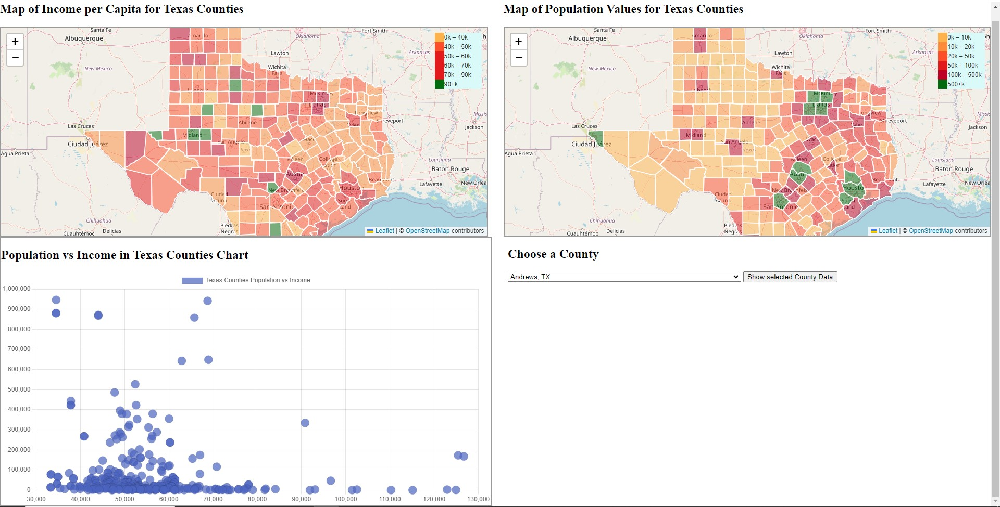 Map of Income per Capita for Texas Counties
Map of Population Values for Texas Counties
+
−
Santa Fe
Albuquerque
New Mexico
Las Cruces
Ciudad Juárez
Agua Prieta
Chihuahua
Cuauhtémoc
Delicias
Amarillo
Lubbock
Midland
San Angelo
Abilene
Texas
Oklahoma
Lawton
Wichita Falls
Fort Smith
Arkansas
McKinney
Dallas
Longview
Tyler
Shreveport
Waco
Killeen
College Station
Austin
New Braunfels
San Antonio
Houston
Sugar Land
Beaumont
Ciudad Acuña
Piedras Negras
Louisiana
Baton Rouge
Lafayette
New Orlea
Jackson
Missis
0k – 40k
40k – 50k
50k – 60k
60k – 70k
70k – 90k
90+k
Leaflet | © OpenStreetMap contributors
+
−
Santa Fe
Albuquerque
New Mexico
Las Cruces
Ciudad Juárez
Agua Prieta
Chihuahua
Cuauhtémoc
Delicias
Amarillo
Lubbock
Midland
San Angelo
Abilene
Texas
Oklahoma
Lawton
Wichita Falls
Fort Smith
Arkansas
McKinney
Dallas
Longview
Tyler
Shreveport
Waco
Killeen
College Station
Austin
New Braunfels
San Antonio
Houston
Sugar Land
Beaumont
Ciudad Acuña
Piedras Negras
Louisiana
Baton Rouge
Lafayette
New Orlea
Jackson
Missis
0k – 10k
10k – 20k
20k – 50k
50k – 100k
100k – 500k
500+k
Leaflet | © OpenStreetMap contributors
Population vs Income in Texas Counties Chart
Texas Counties Population vs Income
1,000,000
900,000
800,000
700,000
600,000
500,000
400,000
300,000
200,000
100,000
0
30,000 40,000 50,000 60,000 70,000 80,000 90,000 100,000 110,000 120,000 130,000
Choose a County
Andrews, TX
Show selected County Data